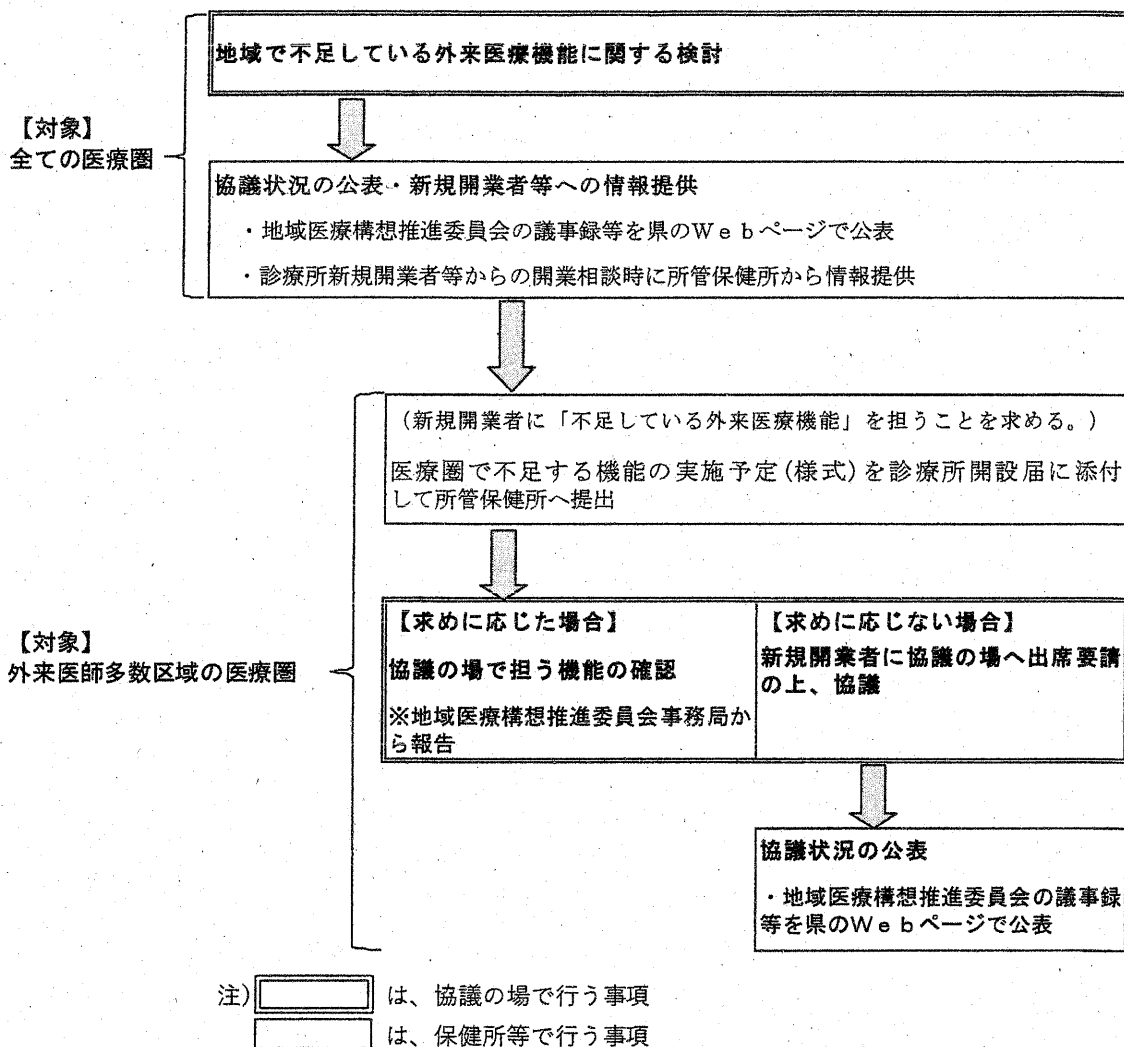 地域で不足している外来医療機能に関する検討
【対象】
全ての医療圏
協議状況の公表・新規開業者等への情報提供
・地域医療構想推進委員会の議事録等を県のWebページで公表
・診療所新規開業者等からの開業相談時に所管保健所から情報提供
(新規開業者に「不足している外来医療機能」を担うことを求める。)
医療圏で不足する機能の実施予定(様式)を診療所開設届に添付
して所管保健所へ提出
【対象】
外来医師多数区域の医療圏
【求めに応じた場合】
協議の場で担う機能の確認
※地域医療構想推進委員会事務局か
ら報告
【求めに応じない場合】
新規開業者に協議の場へ出席要請
の上、協議
協議状況の公表
・地域医療構想推進委員会の議事録
等を県のWebページで公表
注) は、協議の場で行う事項
は、保健所等で行う事項